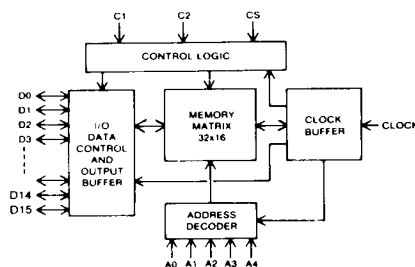 C1 C2 CS
CONTROL LOGIC
D0
D1
D2
D3
D14
D15
I/O
DATA
CONTROL
AND
OUTPUT
BUFFER
MEMORY
MATRIX
32x16
CLOCK
BUFFER
CLOCK
ADDRESS
DECODER
A0 A1 A2 A3 A4